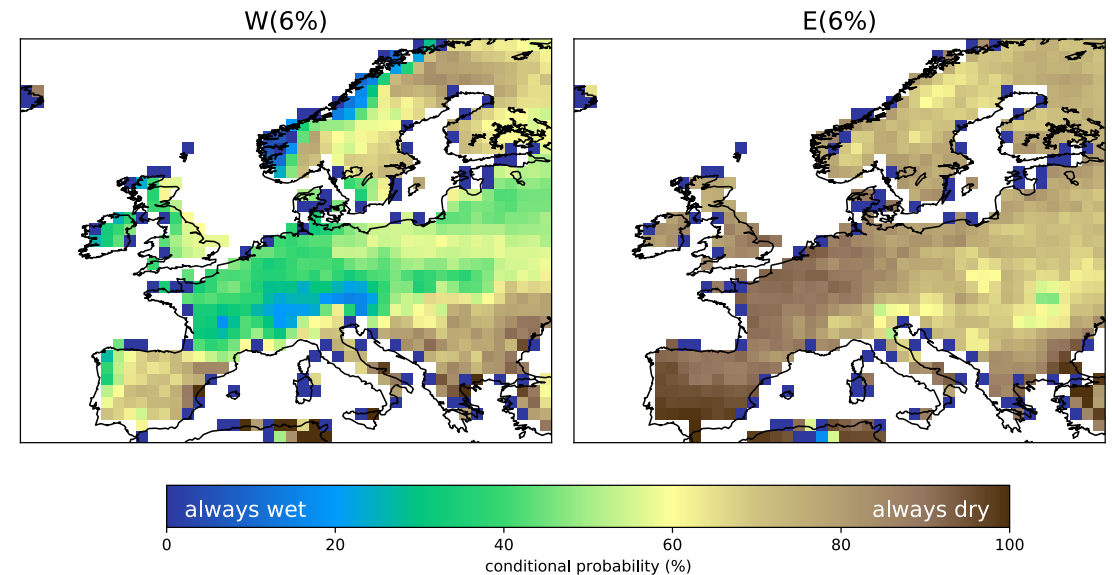 W(6%)
E(6%)
always wet
always dry
0
20
40
60
80
100
conditional probability (%)